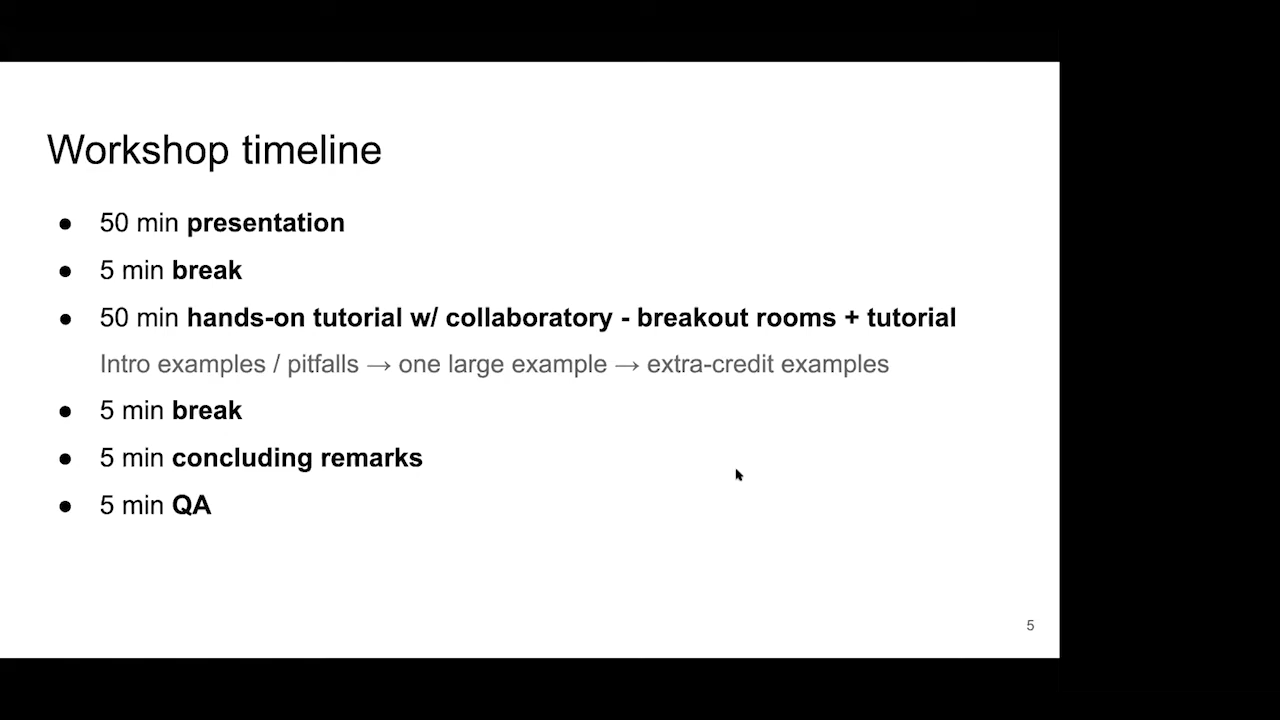 Workshop timeline
● 50 min presentation
● 5 min break
● 50 min hands-on tutorial w/ collaboratory - breakout rooms + tutorial
Intro examples / pitfalls → one large example → extra-credit examples
● 5 min break
● 5 min concluding remarks
● 5 min QA
5